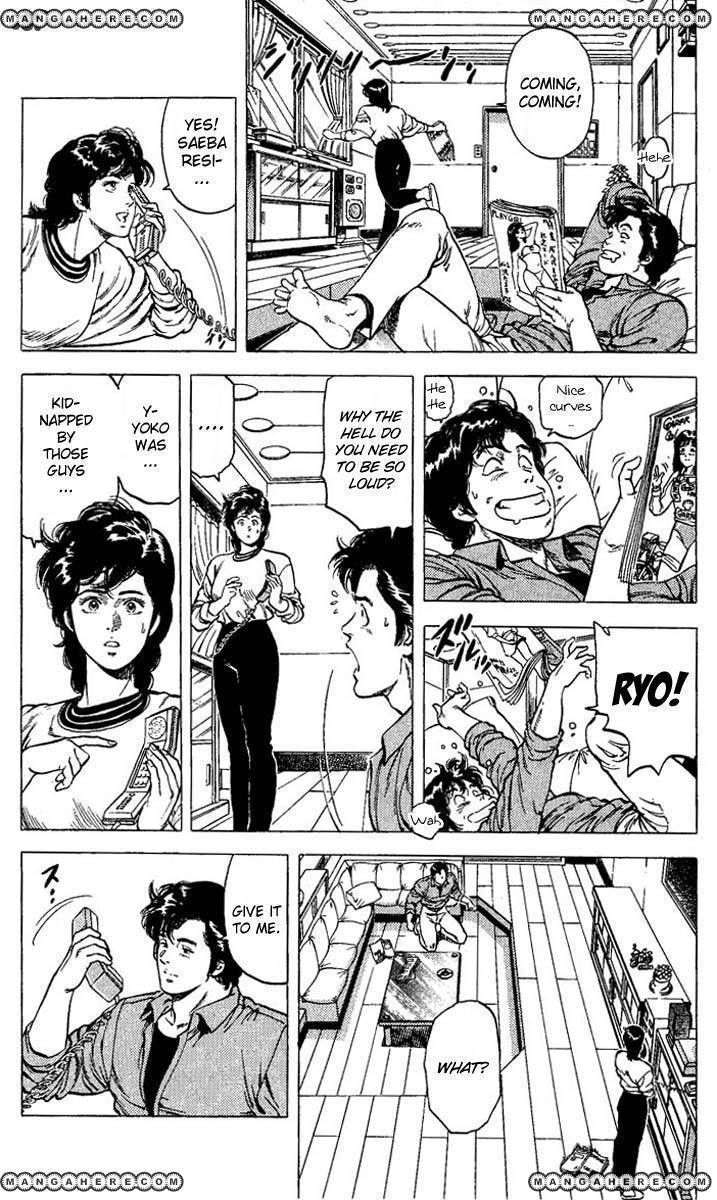 MANGAHERE.COM
MANGAHERE.COM
COMING,
COMING!
Hehe
PLAYGIRL
YES!
SAEBA
RESI-
...
Nice
curves
..
He
He
RYO!
Wah
WHY THE
HELL DO
YOU NEED
TO BE SO
LOUD?
....
Y-
YOKO
WAS
...
KID-
NAPPED
BY
THOSE
GUYS
...
WHAT?
GIVE IT
TO ME.
ス..
MANGAHERE.COM
MANGAHERE.COM